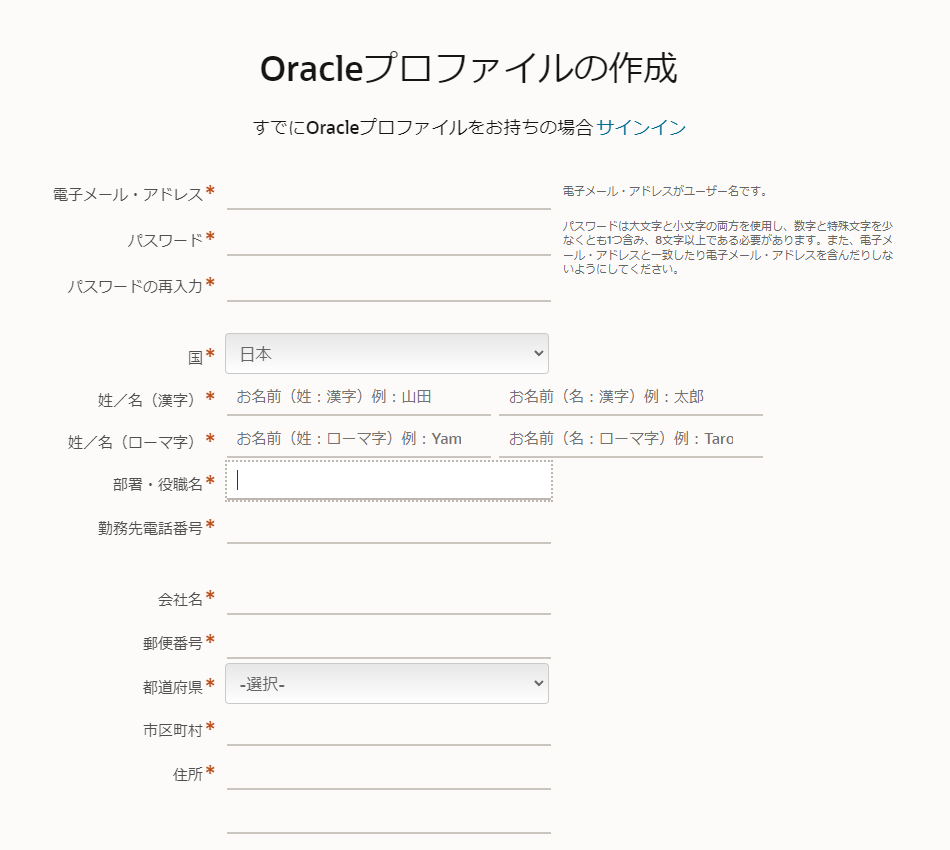 Oracleプロファイルの作成
すでにOracleプロファイルをお持ちの場合 サインイン
電子メール・アドレス*
電子メール・アドレスがユーザー名です。
パスワード*
パスワードは大文字と小文字の両方を使用し、数字と特殊文字を少
なくとも1つ含み、8文字以上である必要があります。また、電子メ
ール・アドレスと一致したり電子メール・アドレスを含んだりしな
いようにしてください。
パスワードの再入力*
国*
日本
姓／名（漢字）*
お名前（姓：漢字）例：山田
お名前（名：漢字）例：太郎
姓／名（ローマ字）*
お名前（姓：ローマ字）例：Yam
お名前（名：ローマ字）例：Taro
部署・役職名*
勤務先電話番号*
会社名*
郵便番号*
都道府県*
-選択-
市区町村*
住所*